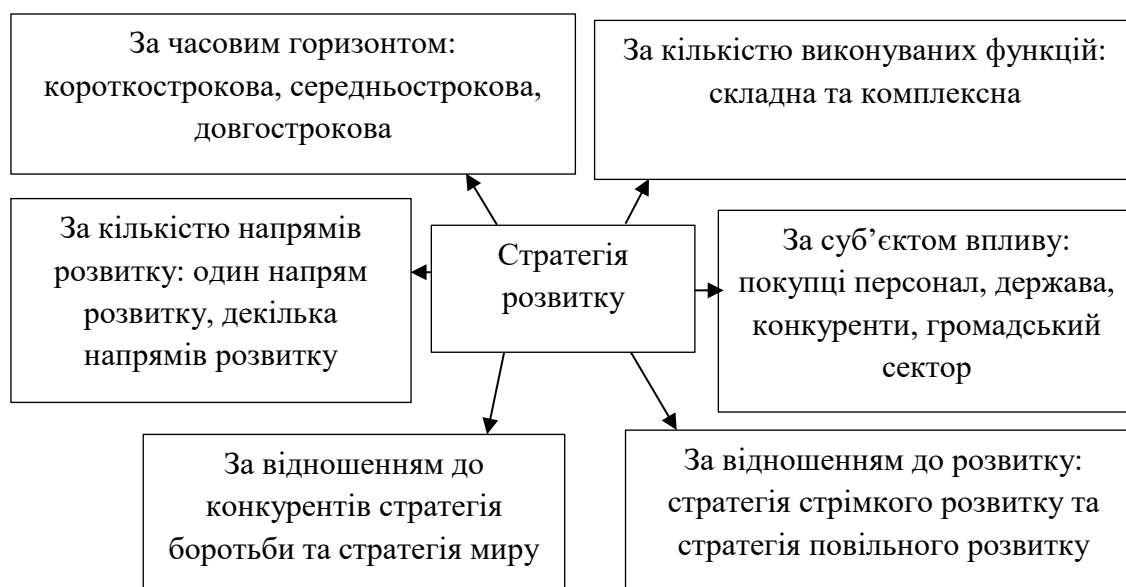 За часовим горизонтом:
короткострокова, середньострокова,
довгострокова
За кількістю виконуваних функцій:
складна та комплексна
За кількістю напрямів
розвитку: один напрям
розвитку, декілька
напрямів розвитку
Стратегія
розвитку
За суб’єктом впливу:
покупці персонал, держава,
конкуренти, громадський
сектор
За відношенням до
конкурентів стратегія
боротьби та стратегія миру
За відношенням до розвитку:
стратегія стрімкого розвитку та
стратегія повільного розвитку